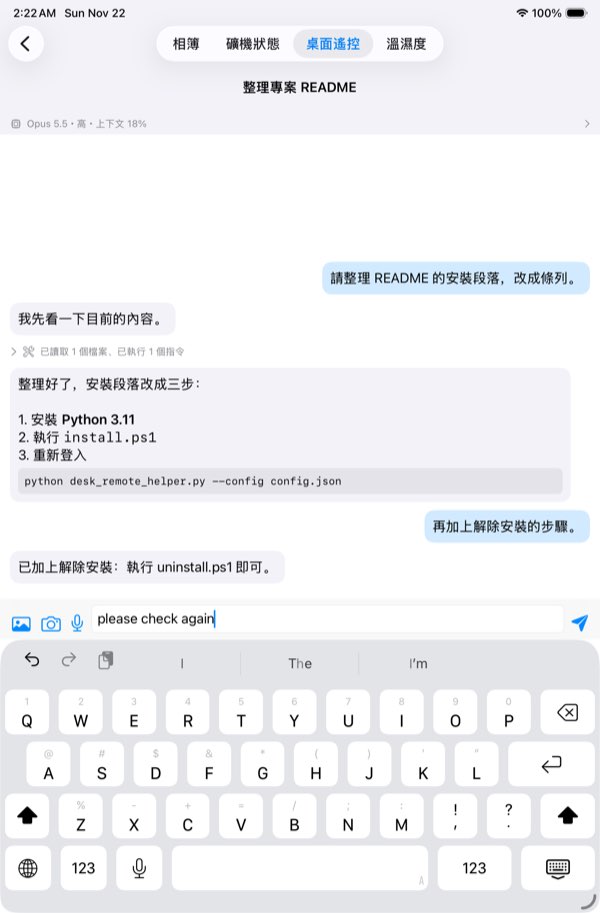 2:22 AM Sun Nov 22
100%
相簿 礦機狀態 桌面遙控 溫濕度
整理專案 README
Opus 5.5 • 高 • 上下文 18%
請整理 README 的安裝段落，改成條列。
我先看一下目前的內容。
已讀取 1 個檔案、已執行 1 個指令
整理好了，安裝段落改成三步：
1. 安裝 Python 3.11
2. 執行 install.ps1
3. 重新登入
python desk_remote_helper.py --config config.json
再加上解除安裝的步驟。
已加上解除安裝：執行 uninstall.ps1 即可。
please check again
I The I'm
1 2 3 4 5 6 7 8 9 0
Q W E R T Y U I O P
@ # $ & * ( ) ' "
A S D F G H J K L
% - + = / ; : ! ?
Z X C V B N M , .
123 123
A